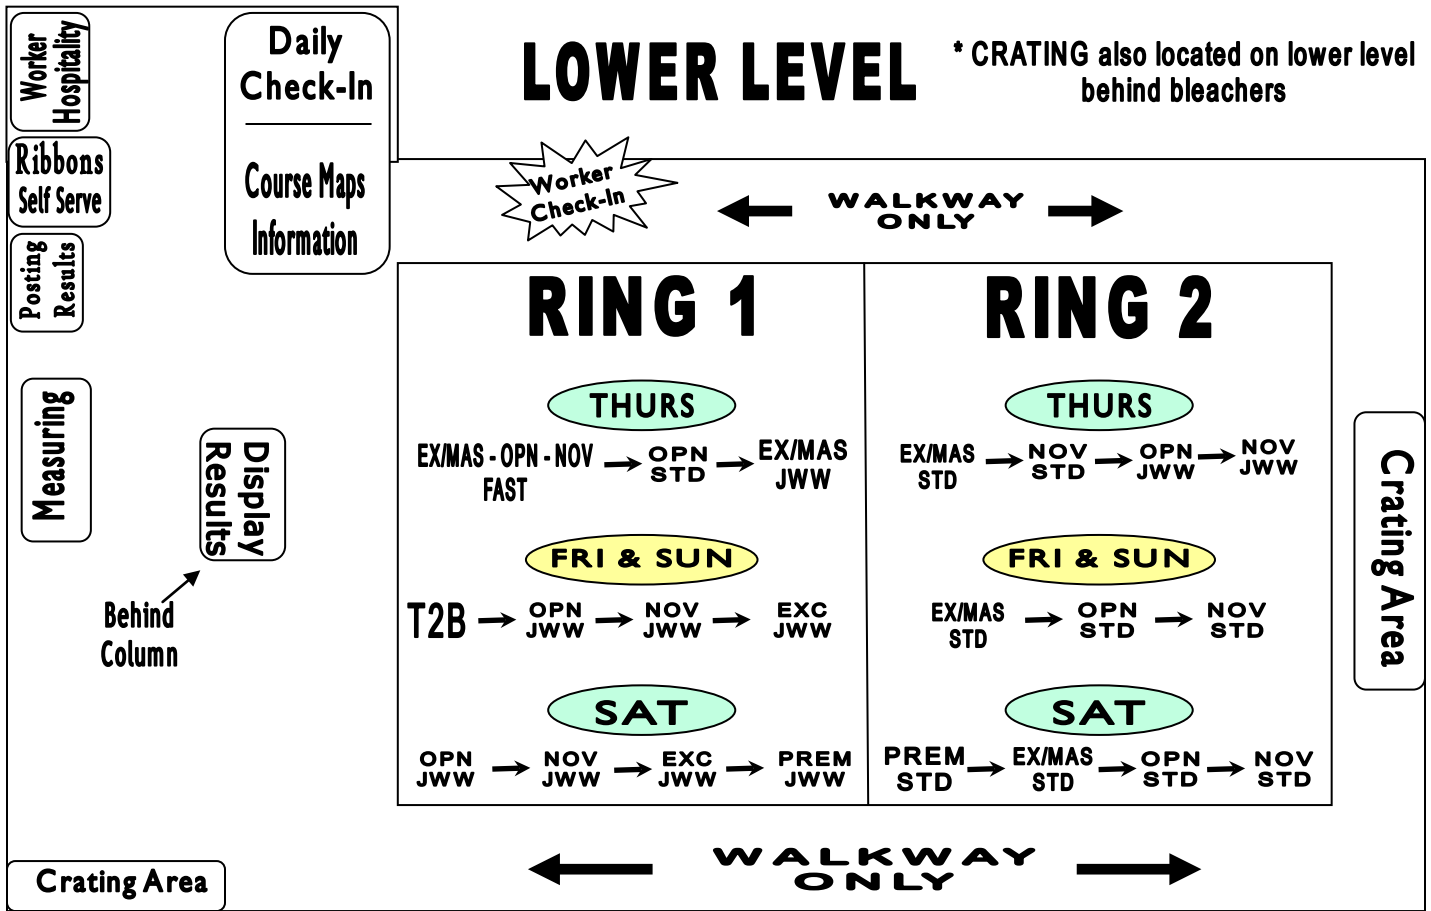 Worker
Hospitality
Ribbons
Self Serve
Posting
Results
Measuring
Display
Results
Behind
Column
Crating Area
Daily
Check-In
Course Maps
Information
LOWER LEVEL
* CRATING also located on lower level
behind bleachers
Worker
Check-In
WALKWAY
ONLY
RING 1
THURS
EX/MAS - OPN - NOV
FAST
OPN
STD
EX/MAS
JWW
FRI & SUN
T2B
OPN
JWW
NOV
JWW
EXC
JWW
SAT
OPN
JWW
NOV
JWW
EXC
JWW
PREM
JWW
RING 2
THURS
EX/MAS
STD
NOV
STD
OPN
JWW
NOV
JWW
FRI & SUN
EX/MAS
STD
OPN
STD
NOV
STD
SAT
PREM
STD
EX/MAS
STD
OPN
STD
NOV
STD
Crating Area
WALKWAY
ONLY